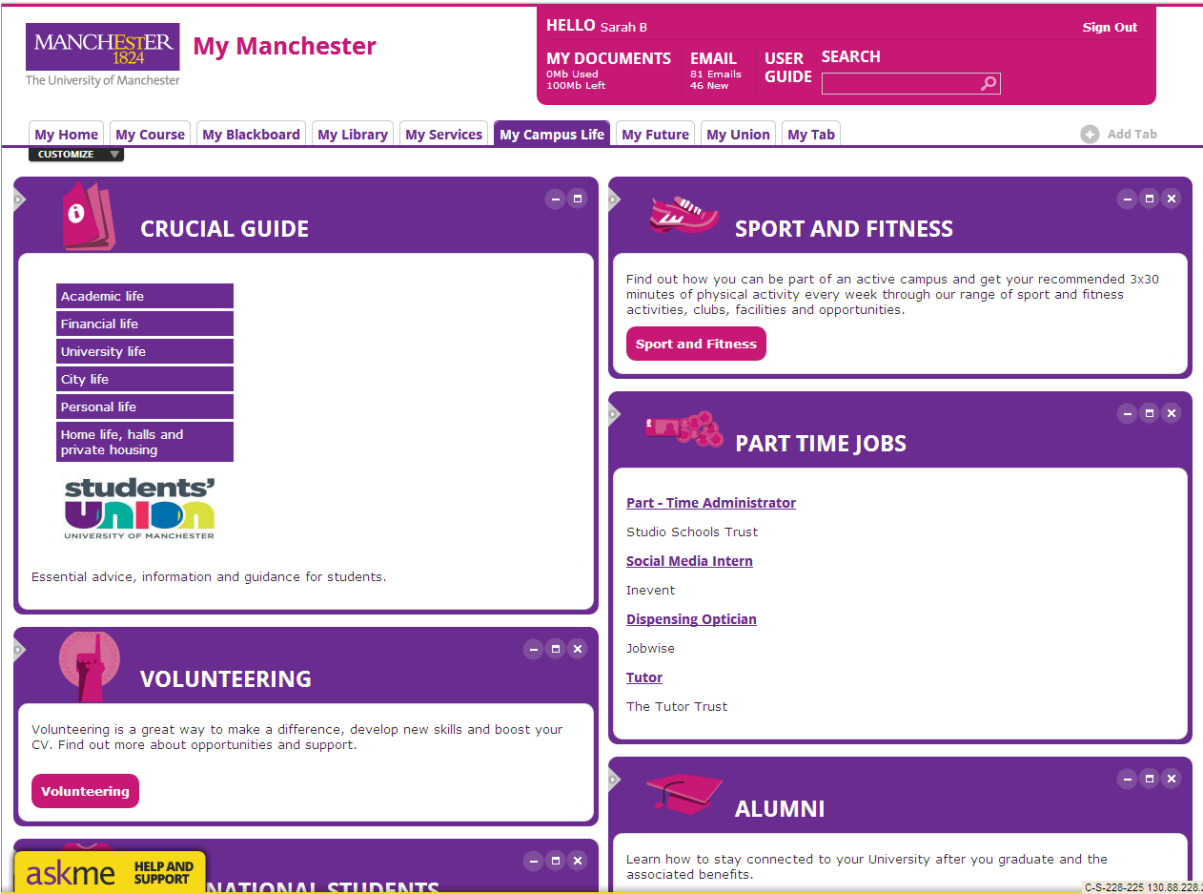 MANCHESTER
1824
The University of Manchester
My Manchester
HELLO Sarah B
Sign Out
MY DOCUMENTS
0Mb Used
100Mb Left
EMAIL
81 Emails
46 New
USER
GUIDE
SEARCH
My Home
My Course
My Blackboard
My Library
My Services
My Campus Life
My Future
My Union
My Tab
Add Tab
CUSTOMIZE
CRUCIAL GUIDE
Academic life
Financial life
University life
City life
Personal life
Home life, halls and
private housing
students'
union
UNIVERSITY OF MANCHESTER
Essential advice, information and guidance for students.
VOLUNTEERING
Volunteering is a great way to make a difference, develop new skills and boost your
CV. Find out more about opportunities and support.
Volunteering
NATIONAL STUDENTS
askme
HELP AND
SUPPORT
SPORT AND FITNESS
Find out how you can be part of an active campus and get your recommended 3x30
minutes of physical activity every week through our range of sport and fitness
activities, clubs, facilities and opportunities.
Sport and Fitness
PART TIME JOBS
Part - Time Administrator
Studio Schools Trust
Social Media Intern
Inevent
Dispensing Optician
Jobwise
Tutor
The Tutor Trust
ALUMNI
Learn how to stay connected to your University after you graduate and the
associated benefits.
C-S-228-225 130.88.228.